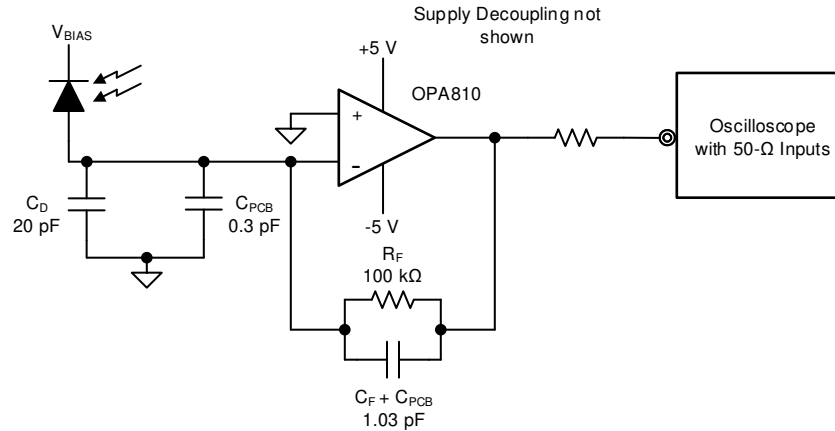 Supply Decoupling not
shown
V_BIAS
+5 V
OPA810
+
-
Oscilloscope
with 50-Ω Inputs
C_D
20 pF
C_PCB
0.3 pF
-5 V
R_F
100 kΩ
C_F + C_PCB
1.03 pF